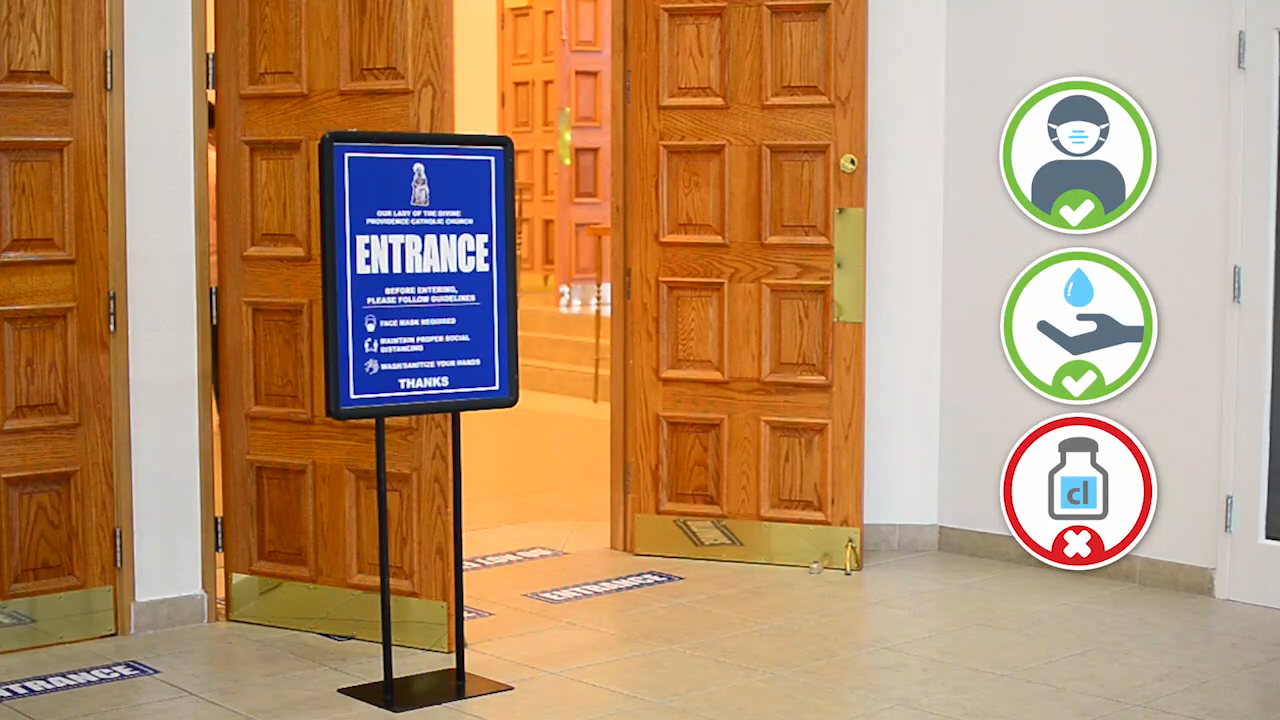 OUR LADY OF THE DIVINE
PROVIDENCE CATHOLIC CHURCH
ENTRANCE
BEFORE ENTERING,
PLEASE FOLLOW GUIDELINES
FACE MASK REQUIRED
MAINTAIN PROPER SOCIAL
DISTANCING
WASH/SANITIZE YOUR HANDS
THANKS
cl
ENTRANCE
ENTRANCE